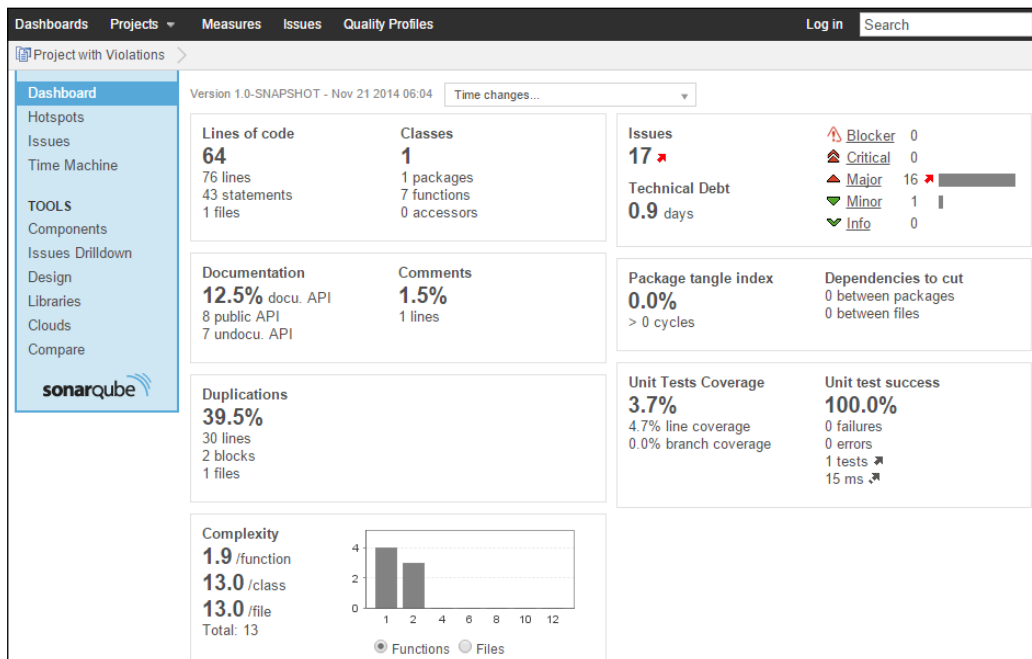 Dashboards Projects Measures Issues Quality Profiles Log in Search
Project with Violations
Dashboard
Hotspots
Issues
Time Machine
TOOLS
Components
Issues Drilldown
Design
Libraries
Clouds
Compare
sonarqube
Version 1.0-SNAPSHOT - Nov 21 2014 06:04 Time changes...
Lines of code
64
76 lines
43 statements
1 files
Classes
1
1 packages
7 functions
0 accessors
Documentation
12.5% docu. API
8 public API
7 undocu. API
Comments
1.5%
1 lines
Duplications
39.5%
30 lines
2 blocks
1 files
Complexity
1.9 /function
13.0 /class
13.0 /file
Total: 13
4
2
0
1 2 4 6 8 10 12
Functions Files
Issues
17
Technical Debt
0.9 days
Blocker 0
Critical 0
Major 16
Minor 1
Info 0
Package tangle index
0.0%
> 0 cycles
Dependencies to cut
0 between packages
0 between files
Unit Tests Coverage
3.7%
4.7% line coverage
0.0% branch coverage
Unit test success
100.0%
0 failures
0 errors
1 tests
15 ms